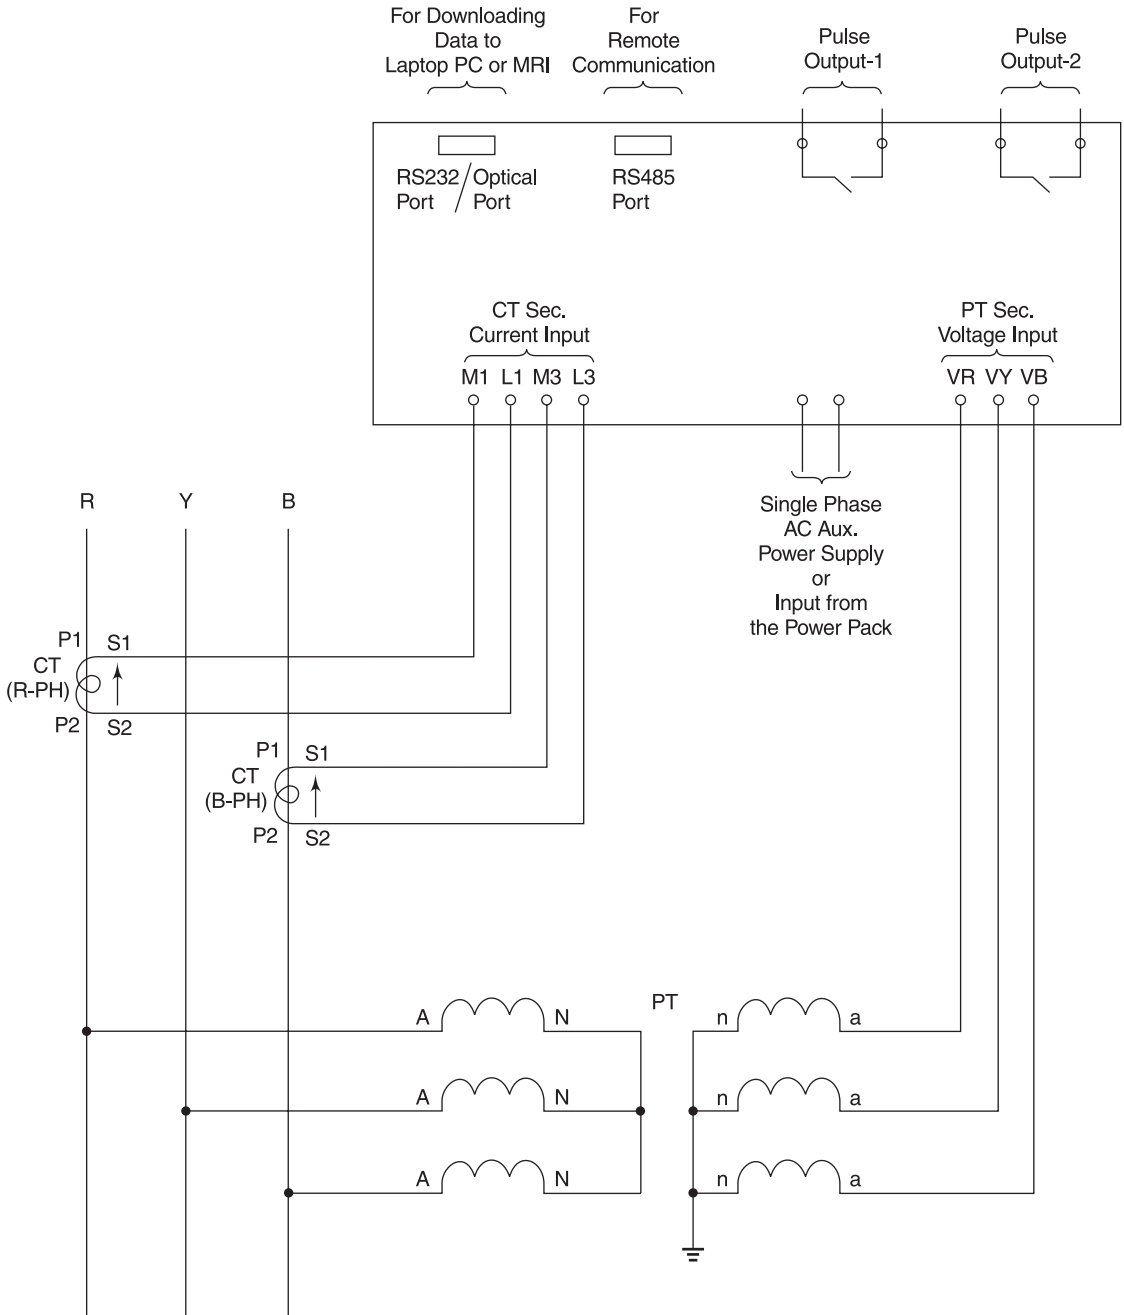 For Downloading
Data to
Laptop PC or MRI
For
Remote
Communication
Pulse
Output-1
Pulse
Output-2
RS232/Optical
Port Port
RS485
Port
CT Sec.
Current Input
M1 L1 M3 L3
PT Sec.
Voltage Input
VR VY VB
Single Phase
AC Aux.
Power Supply
or
Input from
the Power Pack
R Y B
P1 S1
CT
(R-PH)
P2 S2
P1 S1
CT
(B-PH)
P2 S2
PT
A N n a
A N n a
A N n a